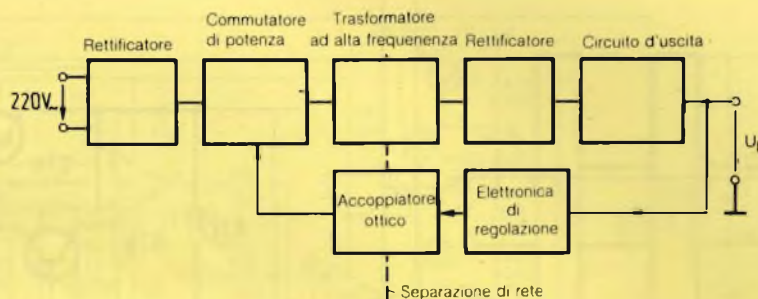 Rettificatore
Commutatore
di potenza
Trasformatore
ad alta frequenenza
Rettificatore
Circuito d'uscita
220V~
Accoppiatore
ottico
Elettronica
di
regolazione
Separazione di rete